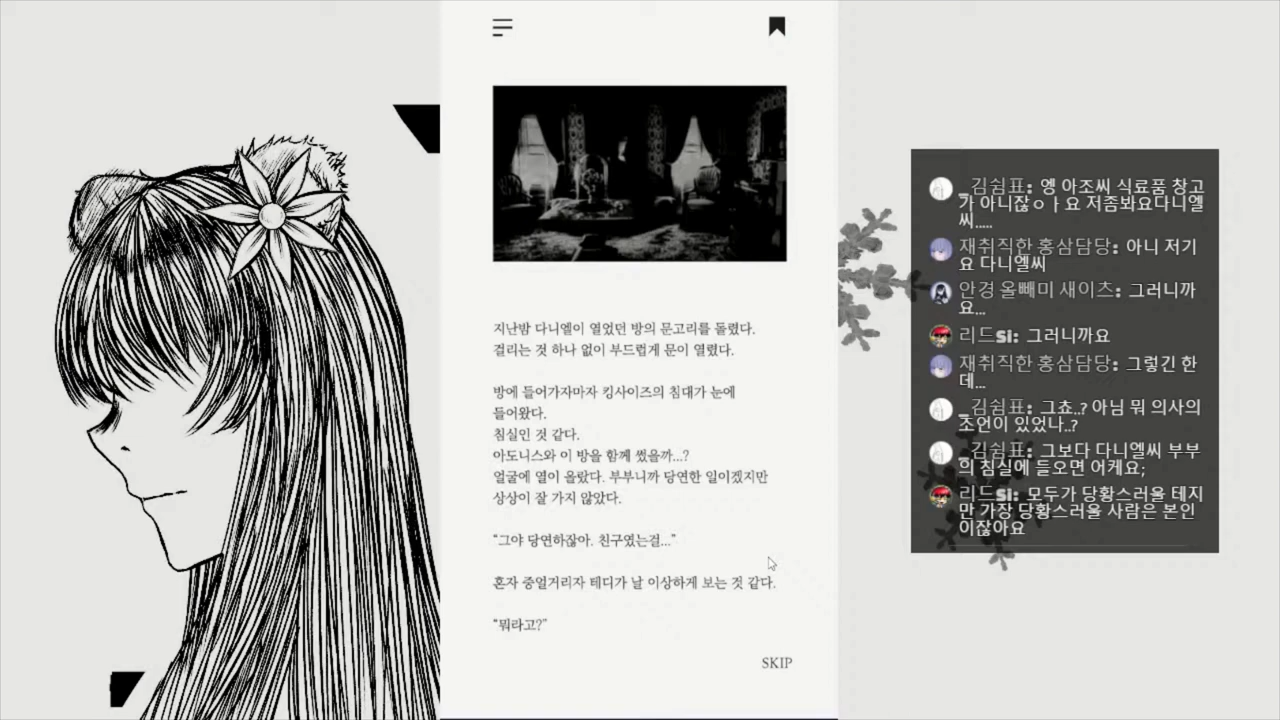 지난밤 다니엘이 열었던 방의 문고리를 돌렸다.
걸리는 것 하나 없이 부드럽게 문이 열렸다.
방에 들어가자마자 킹사이즈의 침대가 눈에
들어왔다.
침실인 것 같다.
아도니스와 이 방을 함께 썼을까...?
얼굴에 열이 올랐다. 부부니까 당연한 일이겠지만
상상이 잘 가지 않았다.
“그야 당연하잖아. 친구였는걸...”
혼자 중얼거리자 테디가 날 이상하게 보는 것 같다.
“뭐라고?”
SKIP
_김쉼표: 엥 아조씨 식료품 창고
가 아니잖ㅇㅏ요 저좀봐요다니엘
씨.....
재취직한 홍삼담당: 아니 저기
요 다니엘씨
안경 올빼미 새이츠: 그러니까
요...
리드Si: 그러니까요
재취직한 홍삼담당: 그렇긴 한
데...
_김쉼표: 그쵸..? 아님 뭐 의사의
조언이 있었나..?
_김쉼표: 그보다 다니엘씨 부부
의 침실에 들오면 어케요;
리드Si: 모두가 당황스러울 테지
만 가장 당황스러울 사람은 본인
이잖아요